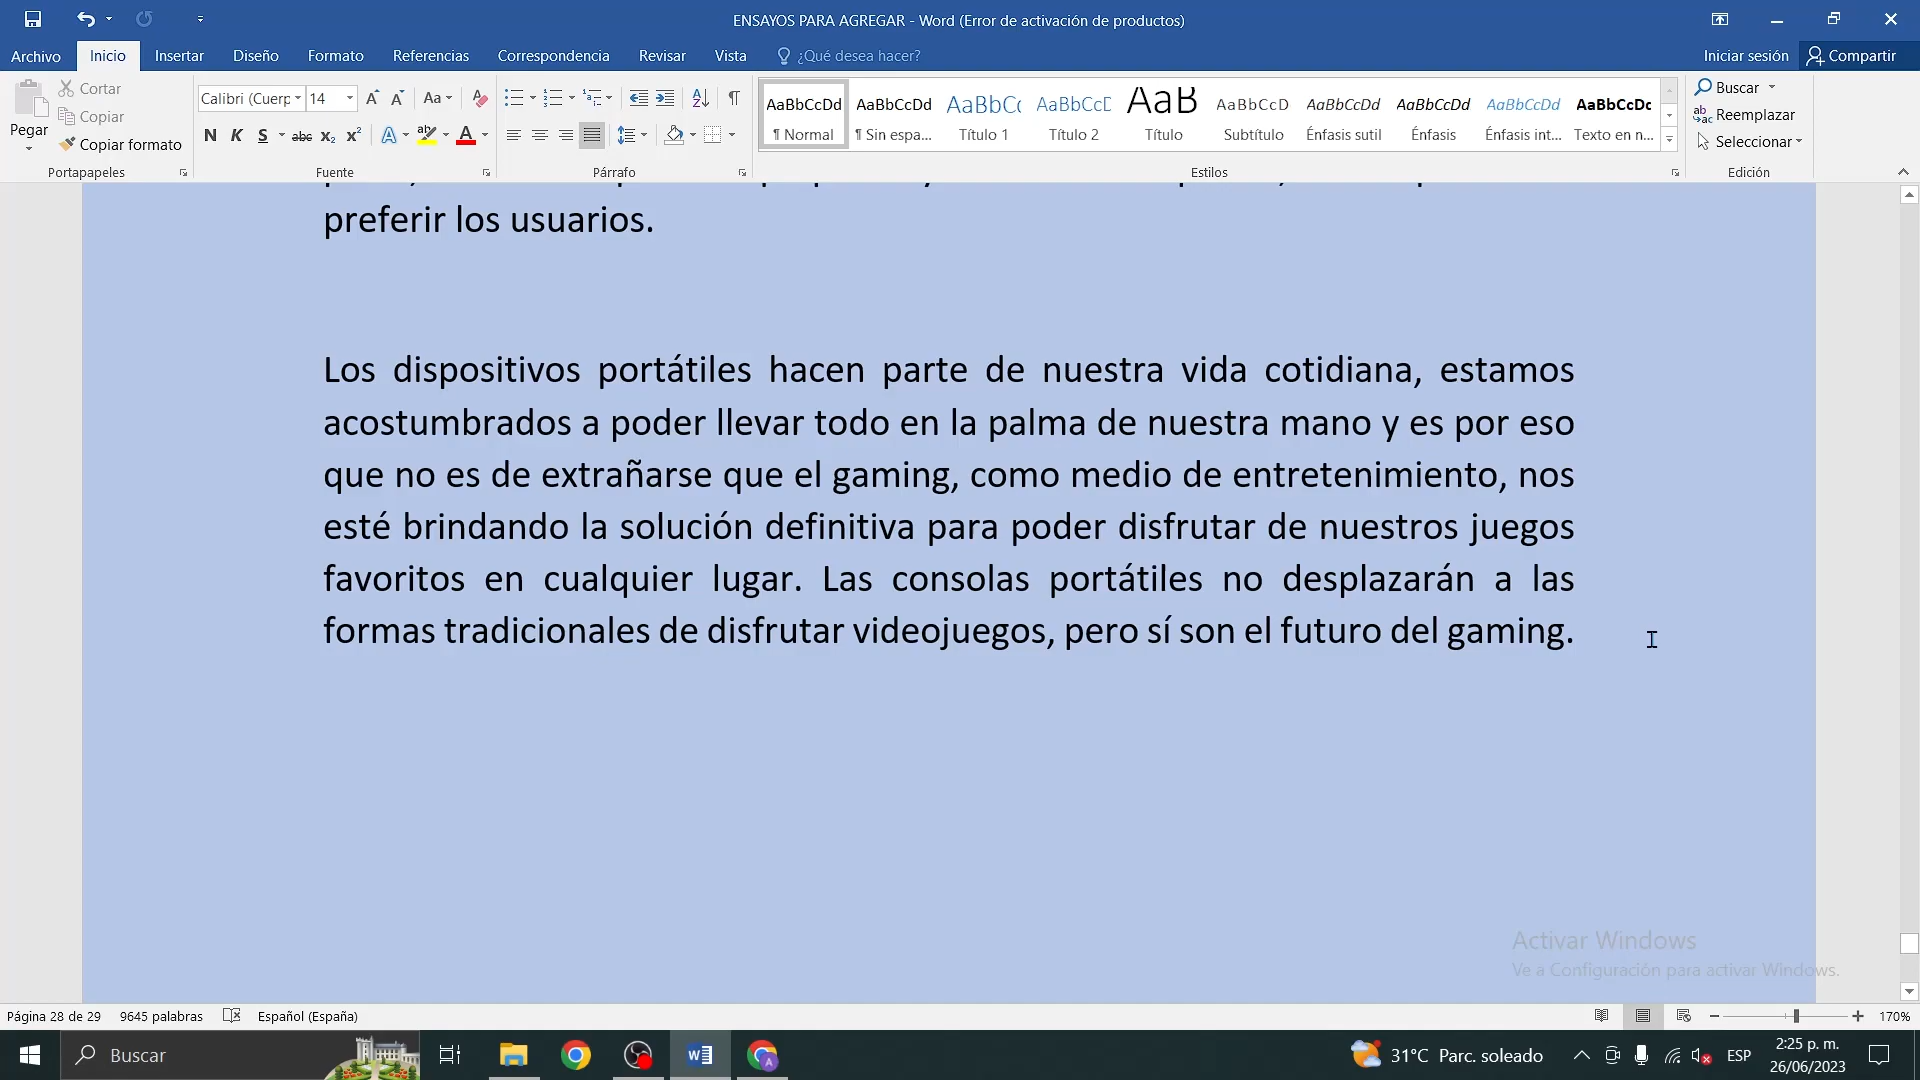 ENSAYOS PARA AGREGAR - Word (Error de activación de productos)
Archivo Inicio Insertar Diseño Formato Referencias Correspondencia Revisar Vista ¿Qué desea hacer? Iniciar sesión Compartir
Pegar
Cortar
Copiar
Copiar formato
Portapapeles
Calibri (Cuerp 14
Aa
N K S abc x₂ x² A ab A
Fuente
Párrafo
AaBbCcDd AaBbCcDd AaBbC AaBbCcD AaB AaBbCcD AaBbCcDd AaBbCcDd AaBbCcDd AaBbCcDc
¶ Normal ¶ Sin espa... Título 1 Título 2 Título Subtítulo Énfasis sutil Énfasis Énfasis int... Texto en n...
Estilos
Buscar
Reemplazar
Seleccionar
Edición
preferir los usuarios.
Los dispositivos portátiles hacen parte de nuestra vida cotidiana, estamos
acostumbrados a poder llevar todo en la palma de nuestra mano y es por eso
que no es de extrañarse que el gaming, como medio de entretenimiento, nos
esté brindando la solución definitiva para poder disfrutar de nuestros juegos
favoritos en cualquier lugar. Las consolas portátiles no desplazarán a las
formas tradicionales de disfrutar videojuegos, pero sí son el futuro del gaming.
Activar Windows
Ve a Configuración para activar Windows.
Página 28 de 29 9645 palabras Español (España) 170%
Buscar 31°C Parc. soleado ESP 2:25 p. m.
26/06/2023